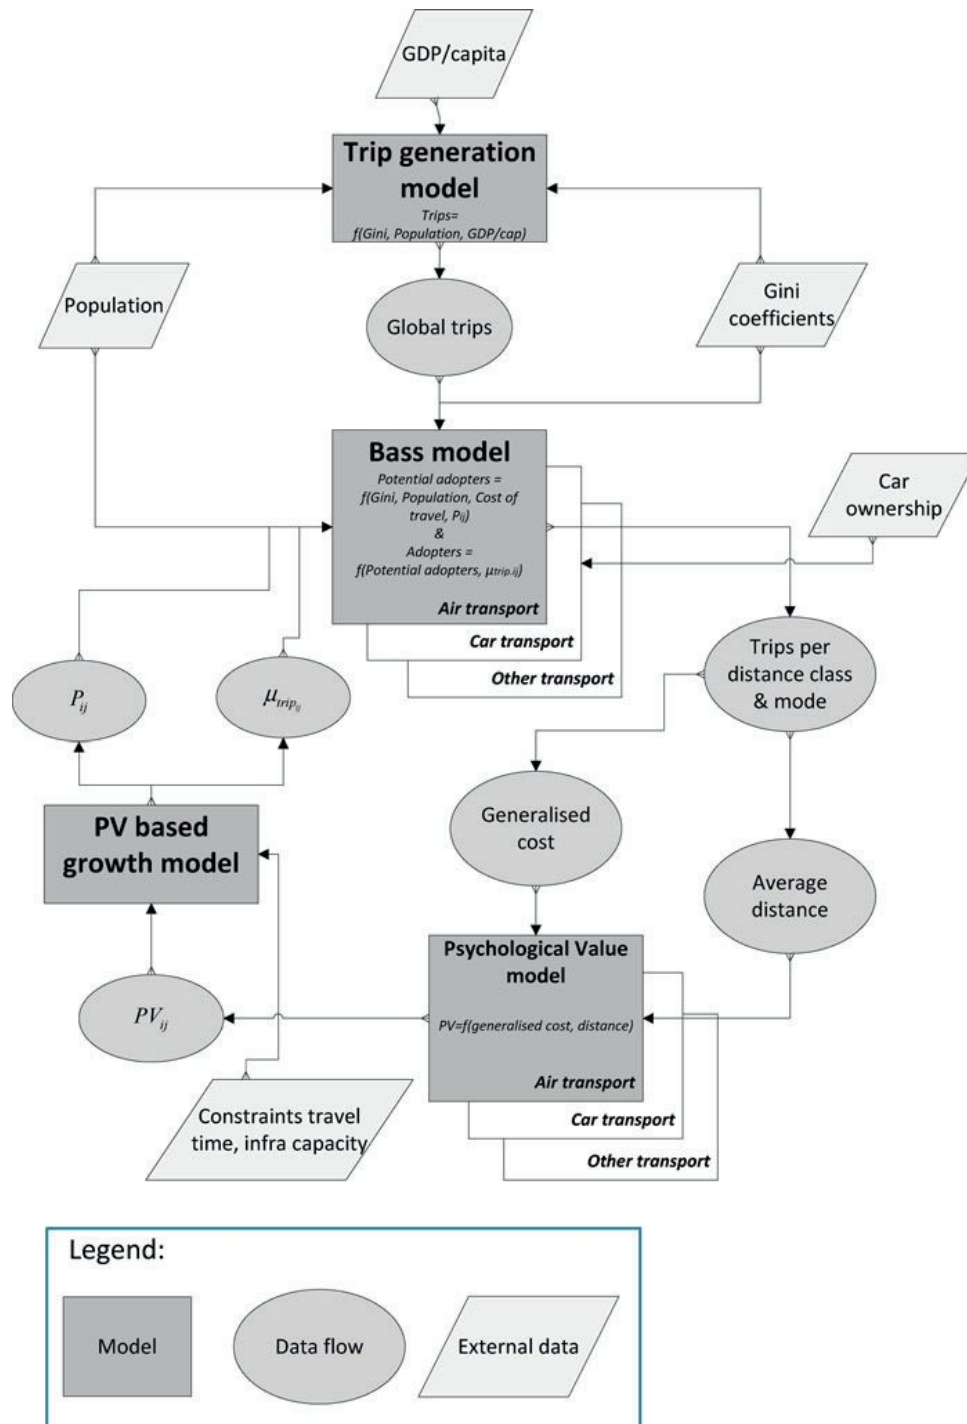 GDP/capita
Trip generation
model
Trips=
f(Gini, Population, GDP/cap)
Population
Global trips
Gini
coefficients
Bass model
Potential adopters =
f(Gini, Population, Cost of
travel, Pij)
&
Adopters =
f(Potential adopters, μtrip.ij)
Air transport
Car transport
Other transport
Car
ownership
P_ij
μ_trip_ij
Trips per
distance class
& mode
Generalised
cost
PV based
growth model
Average
distance
Psychological Value
model
PV=f(generalised cost, distance)
Air transport
Car transport
Other transport
PV_ij
Constraints travel
time, infra capacity
Legend:
Model
Data flow
External data